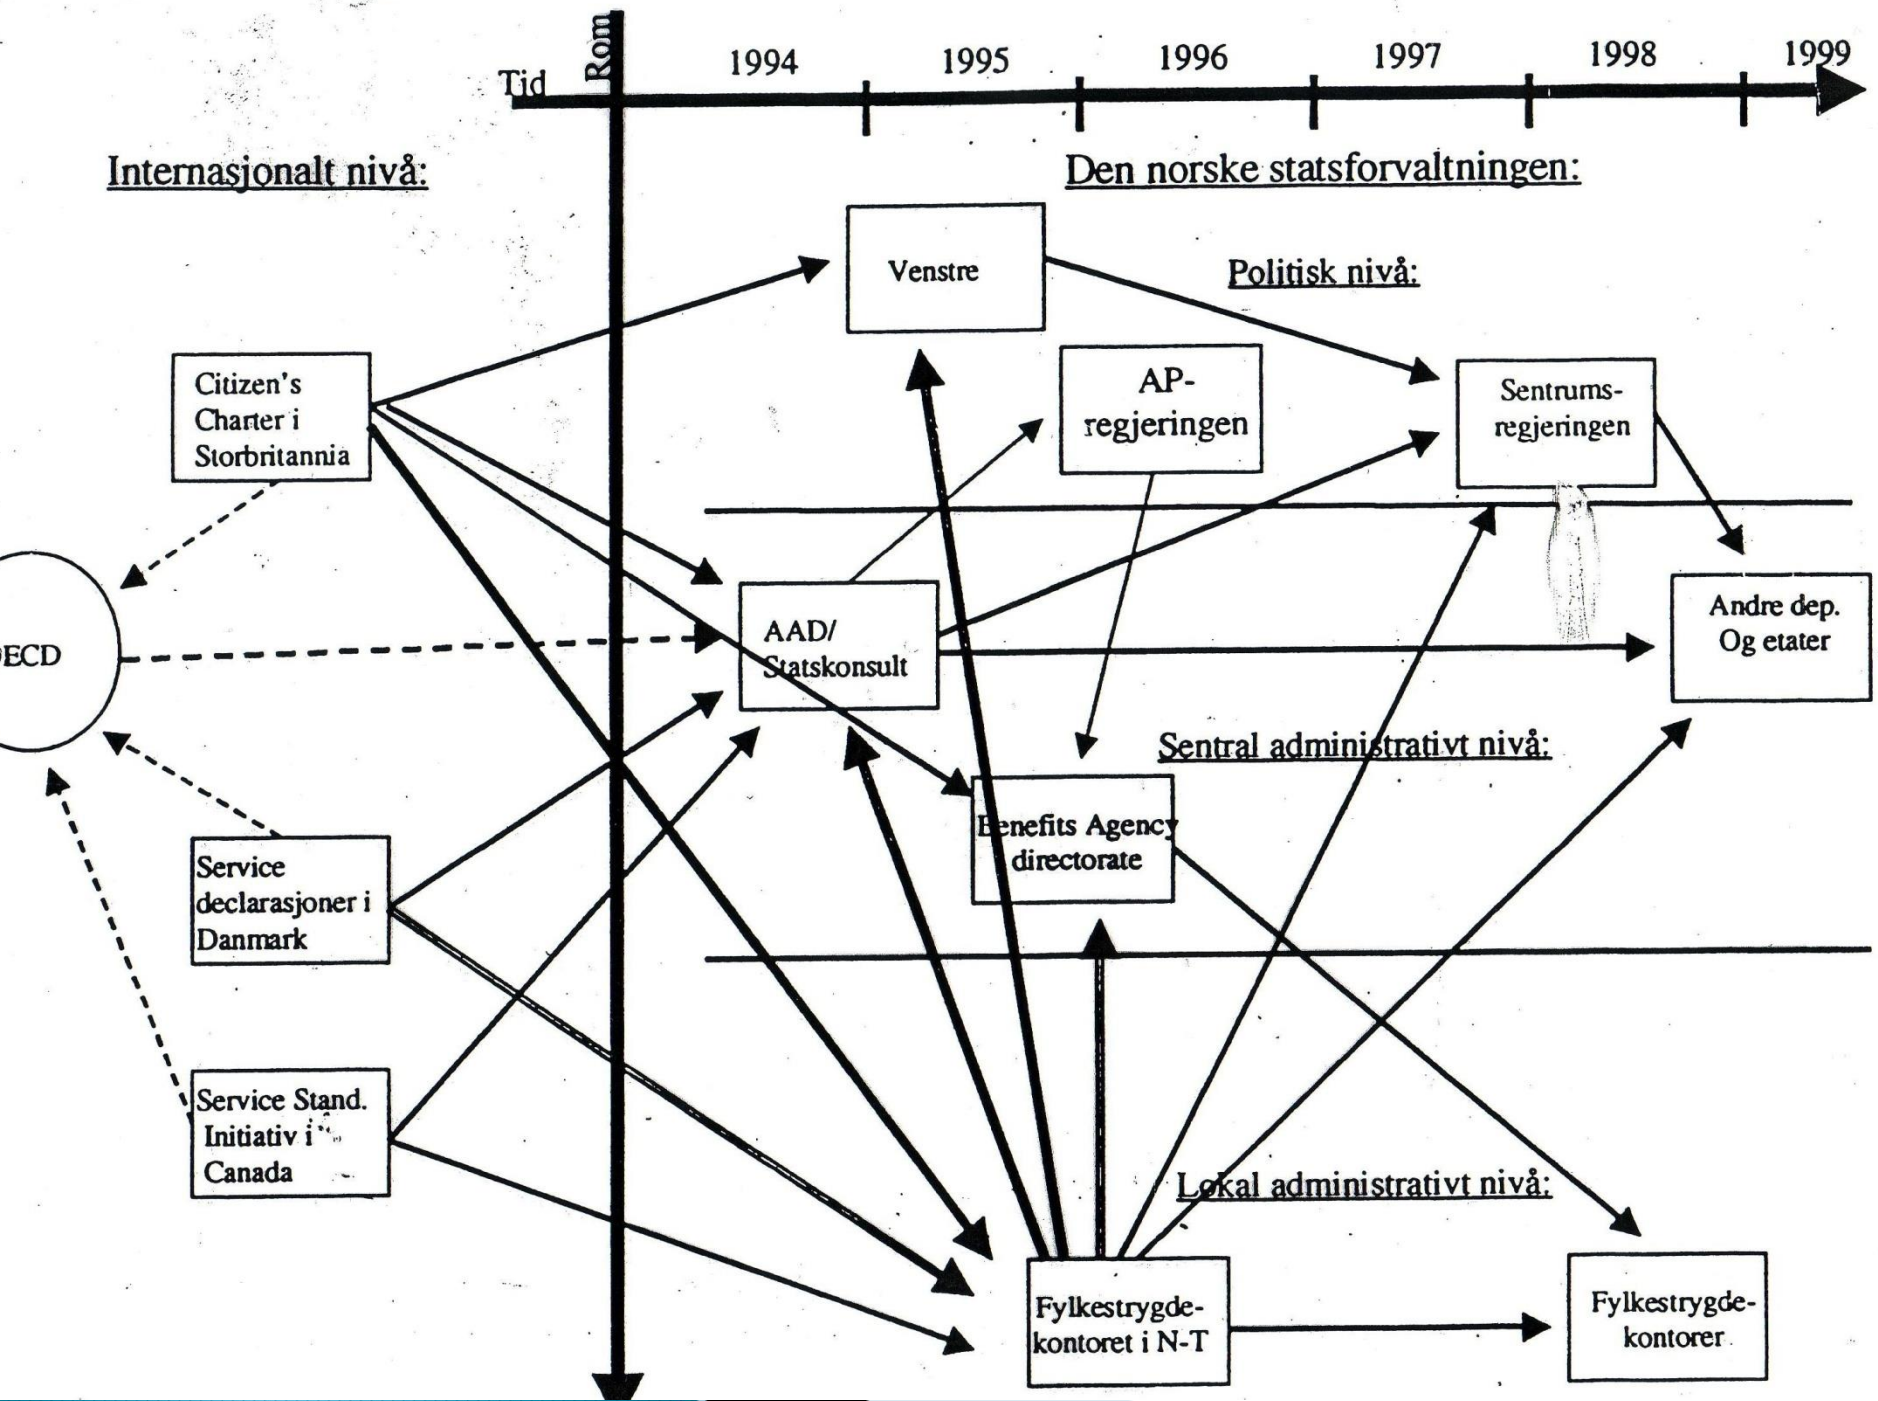 Tid
Rom
1994
1995
1996
1997
1998
1999
Internasjonalt nivå:
Den norske statsforvaltningen:
Venstre
Politisk nivå:
Citizen's
Charter i
Storbritannia
AP-
regjeringen
Sentrums-
regjeringen
ECD
AAD/
Statskonsult
Andre dep.
Og etater
Sentral administrativt nivå:
Benefits Agency
directorate
Service
declarasjoner i
Danmark
Service Stand.
Initiativ i
Canada
Lokal administrativt nivå:
Fylkestrygde-
kontoret i N-T
Fylkestrygde-
kontorer